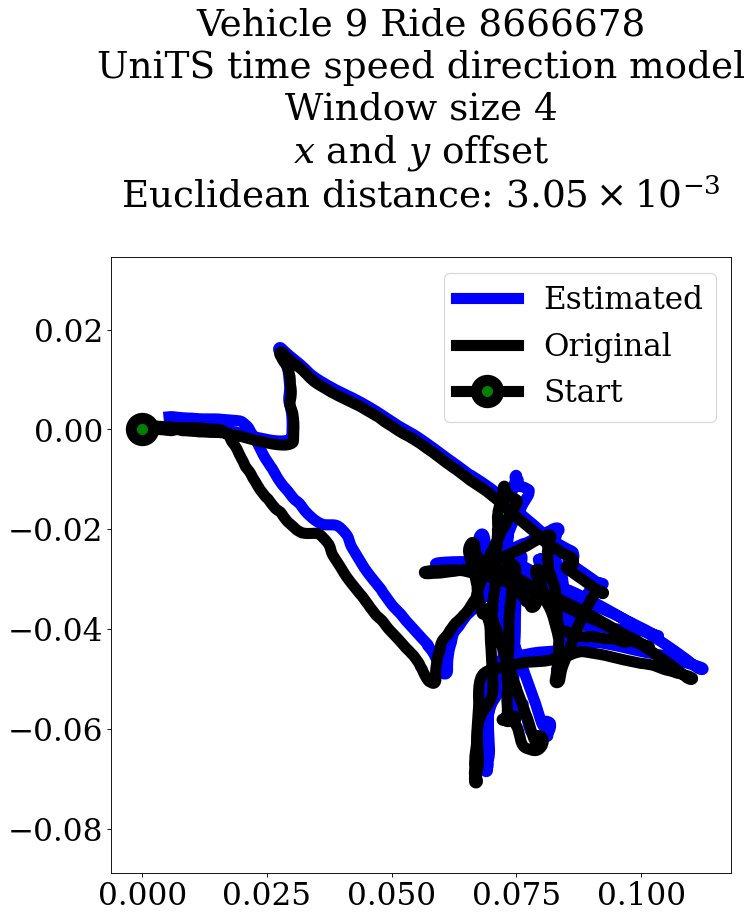 Vehicle 9 Ride 8666678
UniTS time speed direction model
Window size 4
x and y offset
Euclidean distance: 3.05 × 10⁻³
Estimated
Original
Start
0.02
0.00
−0.02
−0.04
−0.06
−0.08
0.000 0.025 0.050 0.075 0.100